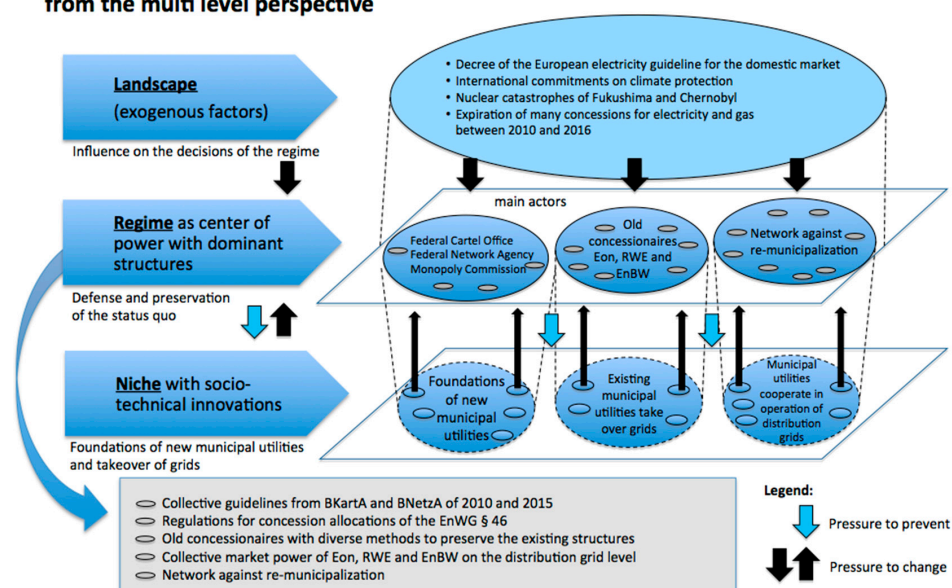 from the multi level perspective
Landscape
(exogenous factors)
Influence on the decisions of the regime
• Decree of the European electricity guideline for the domestic market
• International commitments on climate protection
• Nuclear catastrophes of Fukushima and Chernobyl
• Expiration of many concessions for electricity and gas
between 2010 and 2016
main actors
Regime as center of
power with dominant
structures
Defense and preservation
of the status quo
Federal Cartel Office
Federal Network Agency
Monopoly Commission
Old
concessionaires
Eon, RWE and
EnBW
Network against
re-municipalization
Niche with socio-
technical innovations
Foundations of new municipal utilities
and takeover of grids
Foundations
of new
municipal
utilities
Existing
municipal
utilities take
over grids
Municipal
utilities
cooperate in
operation of
distribution
grids
Collective guidelines from BKartA and BNetzA of 2010 and 2015
Regulations for concession allocations of the EnWG § 46
Old concessionaires with diverse methods to preserve the existing structures
Collective market power of Eon, RWE and EnBW on the distribution grid level
Network against re-municipalization
Legend:
Pressure to prevent
Pressure to change